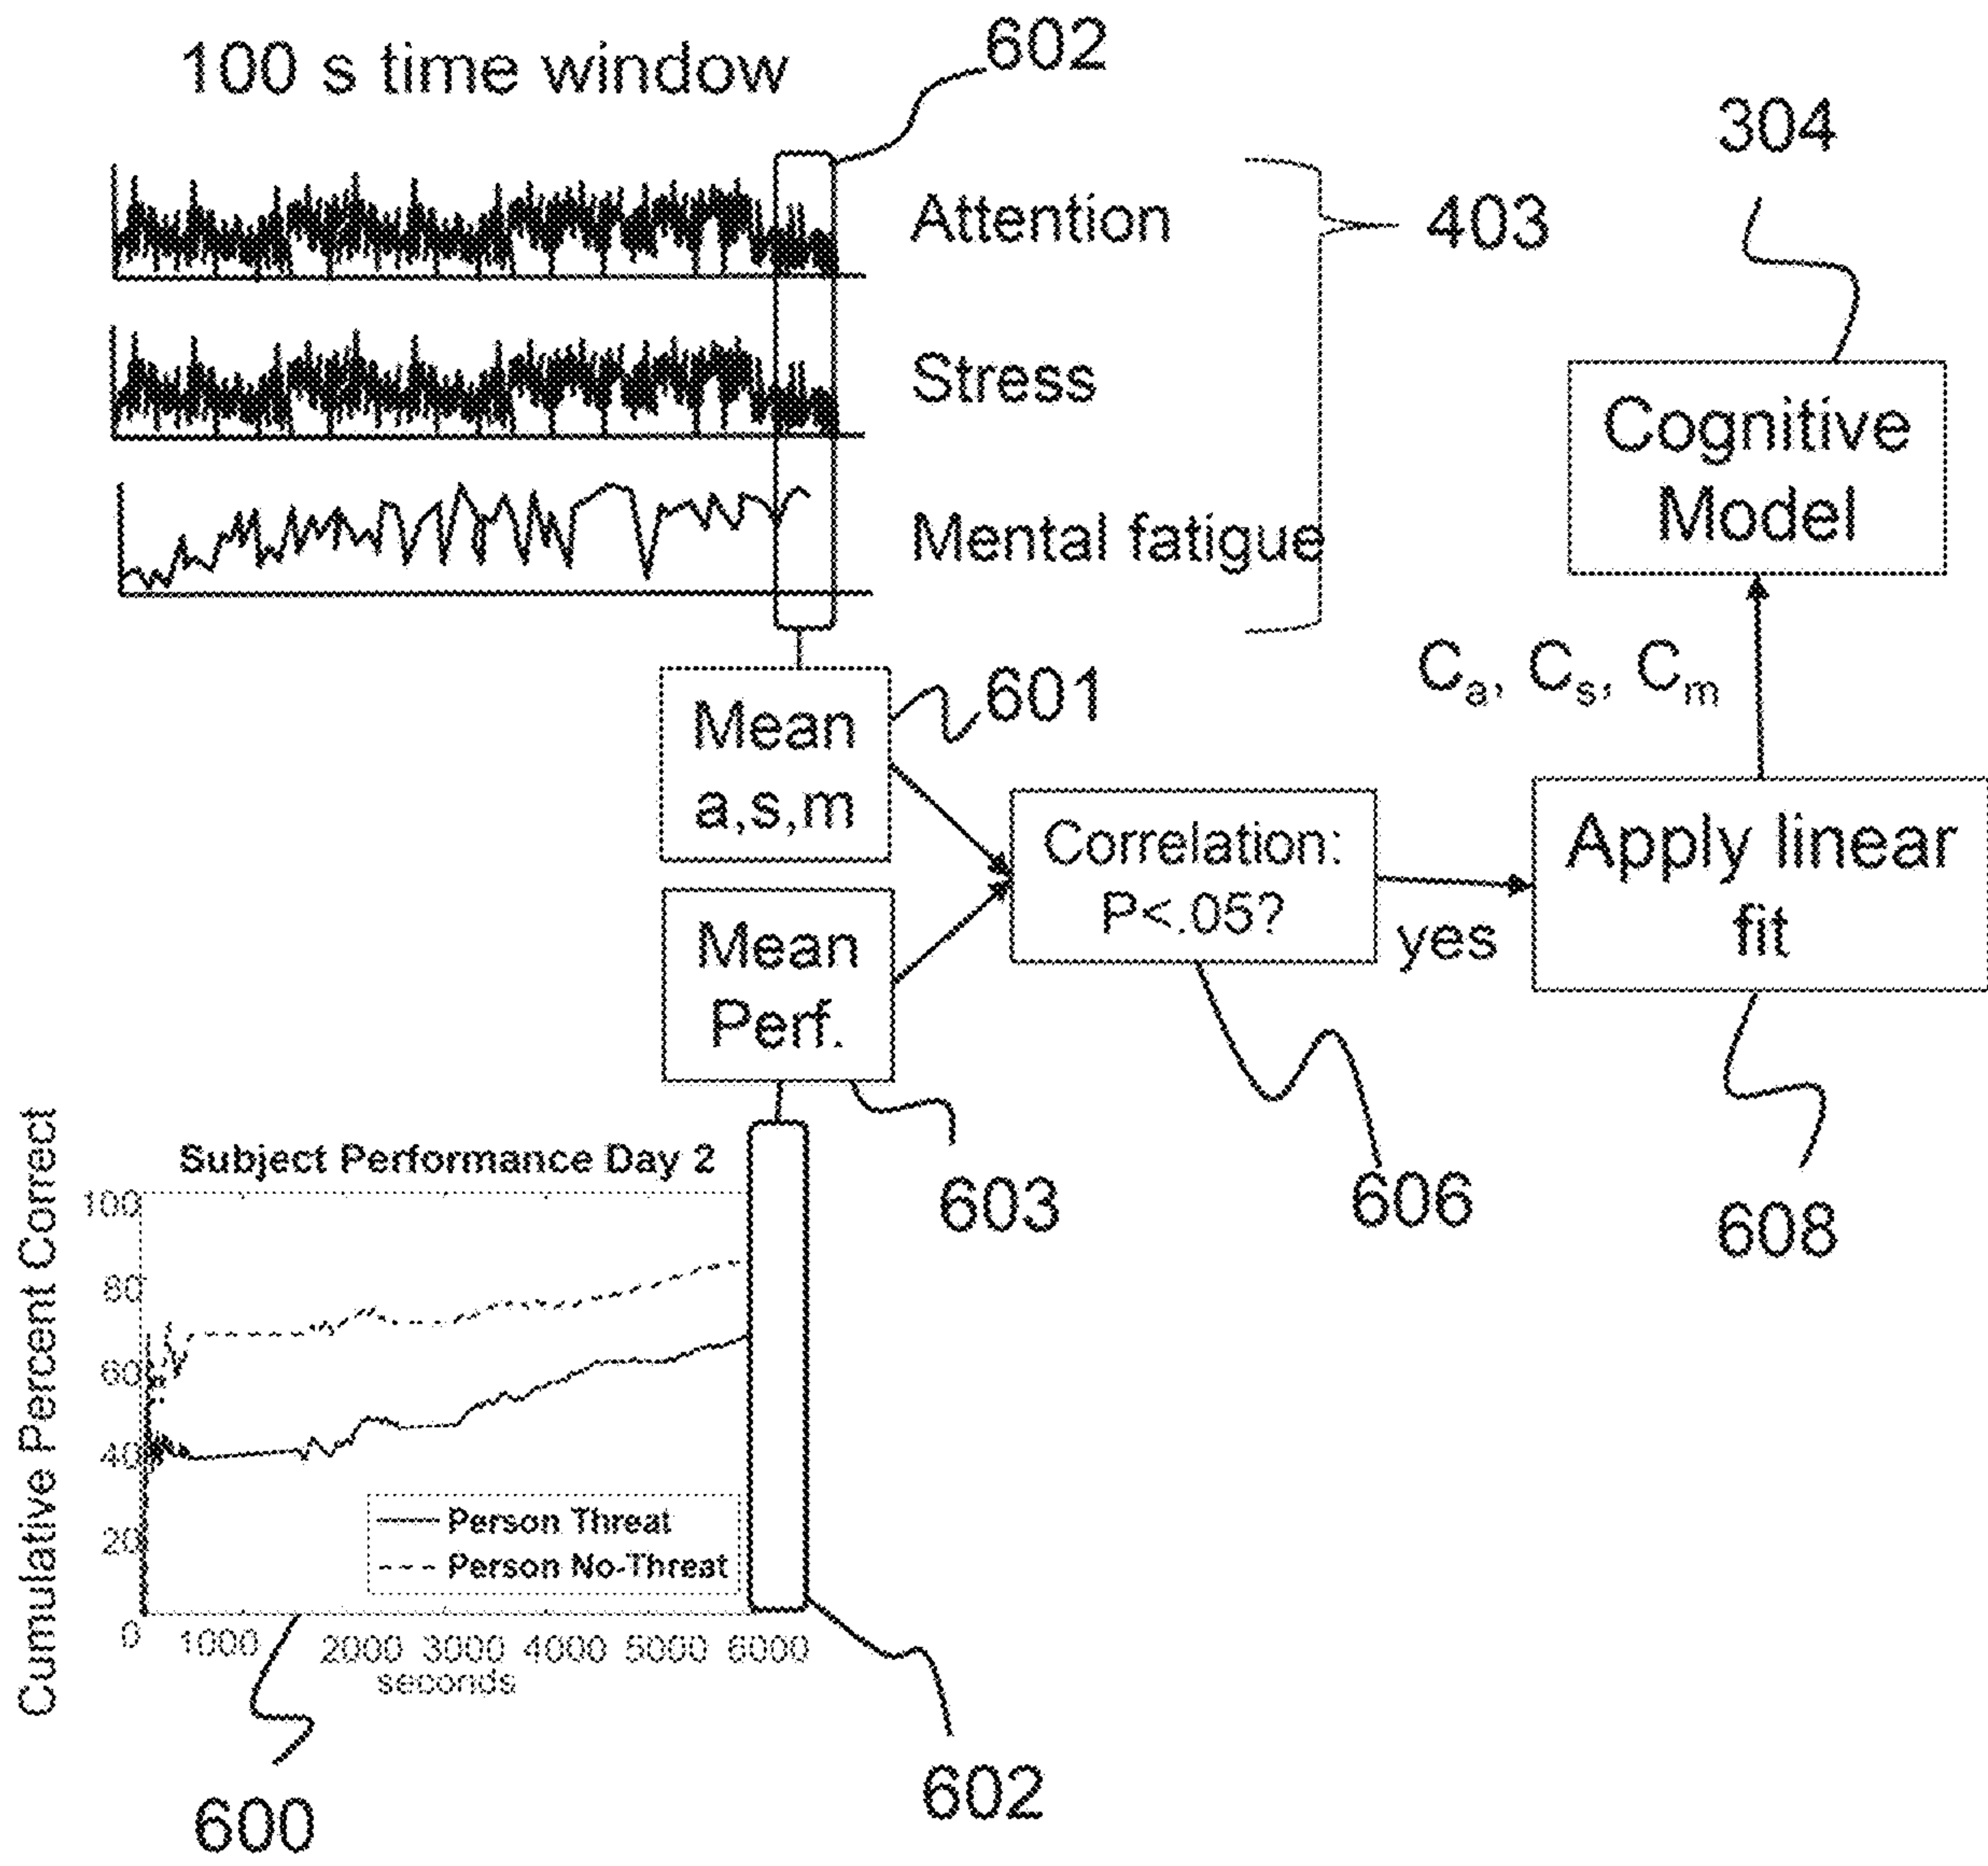 100 s time window
602
304
Attention
403
Stress
Cognitive
Model
Mental fatigue
Ca, Cs, Cm
601
Mean
a,s,m
Correlation:
P<.05?
yes
Apply linear
fit
Mean
Perf.
603
606
608
Cumulative Percent Correct
Subject Performance Day 2
100
80
60
40
20
0
Person Threat
Person No-Threat
1000 2000 3000 4000 5000 6000
seconds
600
602